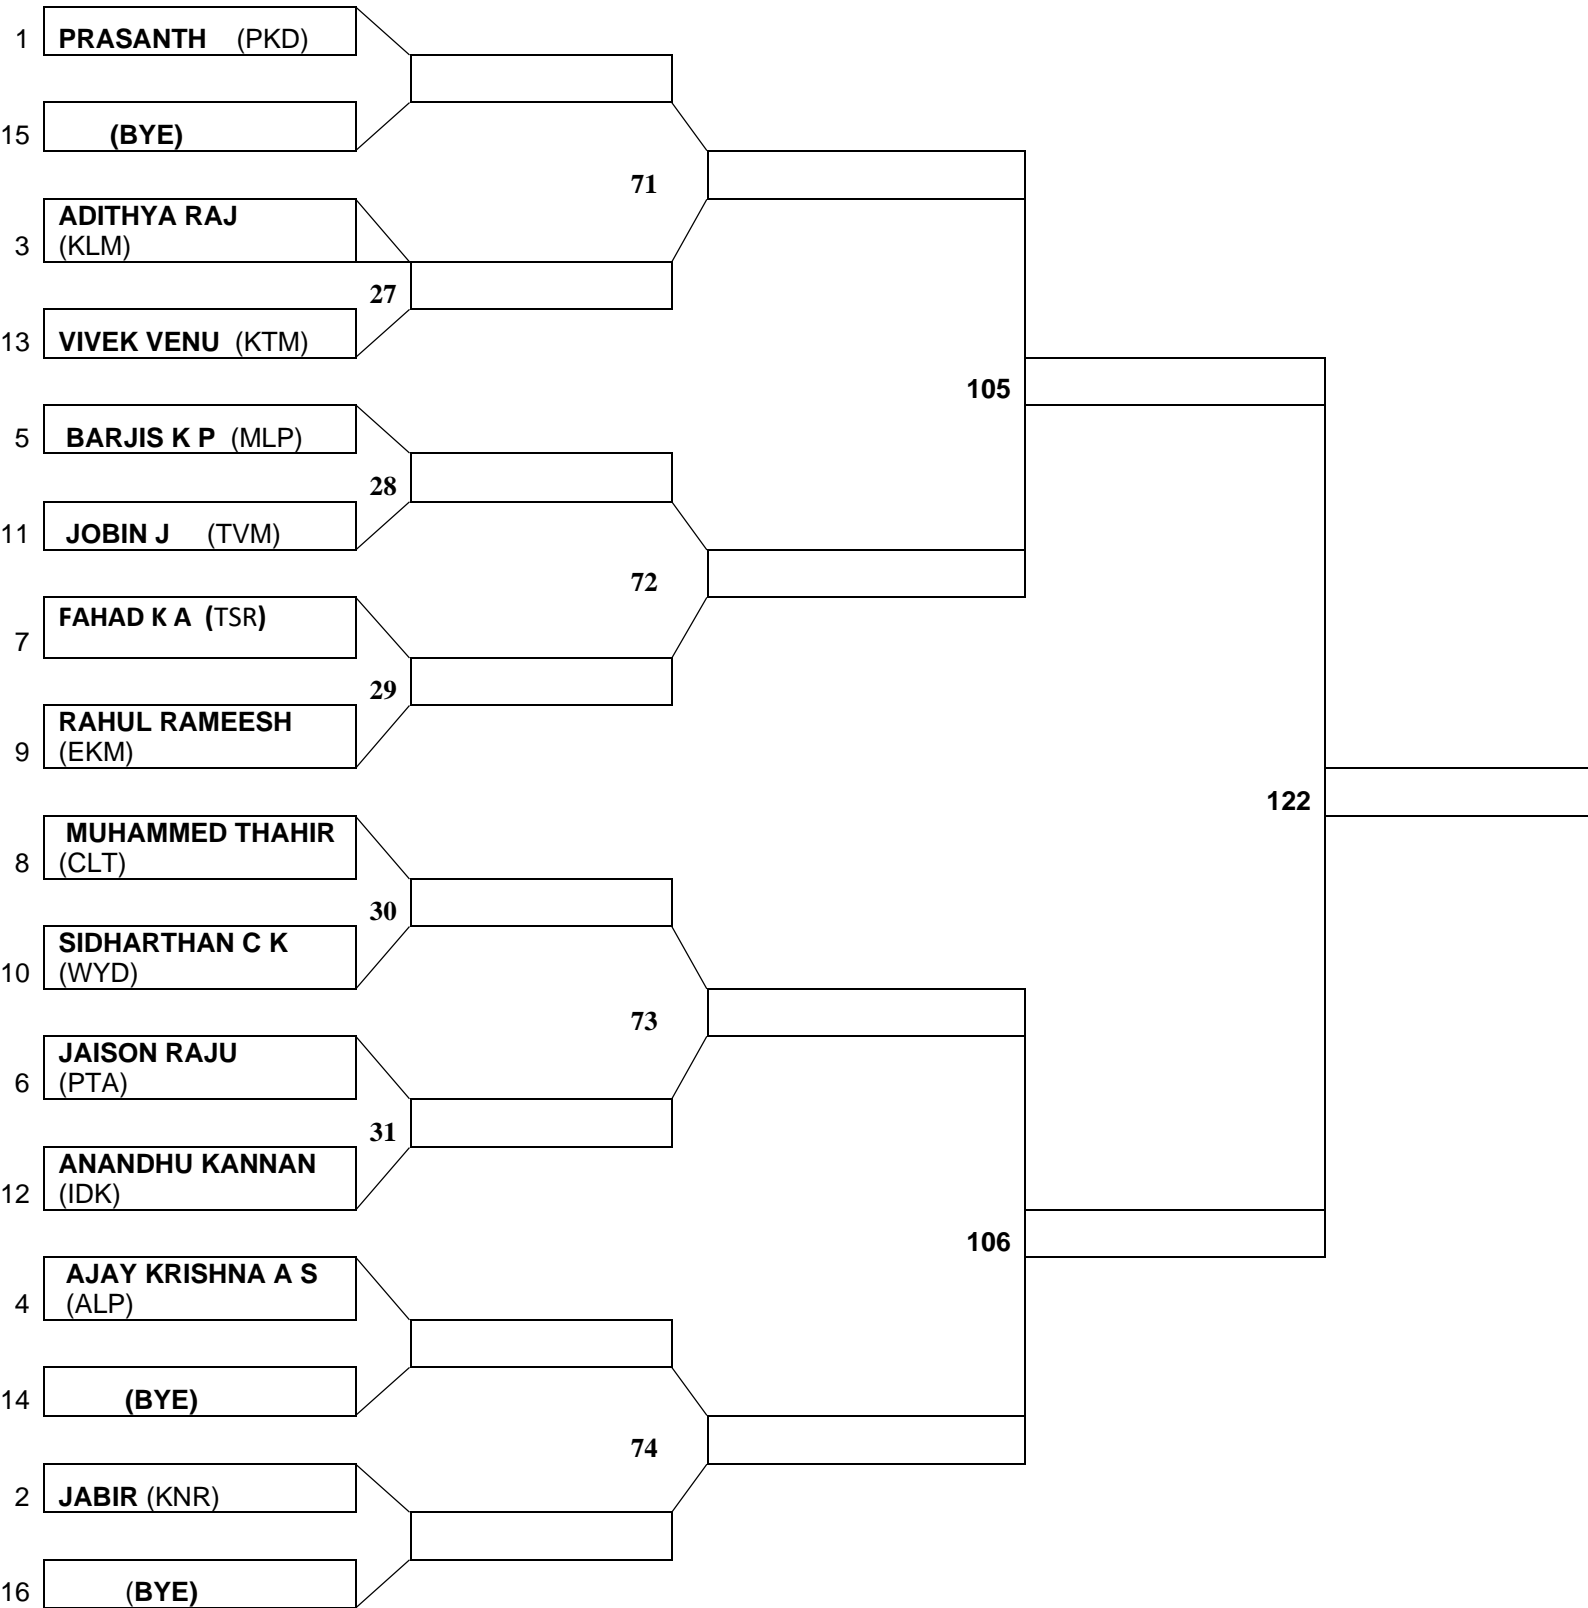 1 PRASANTH (PKD)
15 (BYE)
71
3 ADITHYA RAJ
(KLM)
27
13 VIVEK VENU (KTM)
105
5 BARJIS K P (MLP)
28
11 JOBIN J (TVM)
72
7 FAHAD K A (TSR)
29
9 RAHUL RAMEESH
(EKM)
122
8 MUHAMMED THAHIR
(CLT)
30
10 SIDHARTHAN C K
(WYD)
73
6 JAISON RAJU
(PTA)
31
12 ANANDHU KANNAN
(IDK)
106
4 AJAY KRISHNA A S
(ALP)
14 (BYE)
74
2 JABIR (KNR)
16 (BYE)